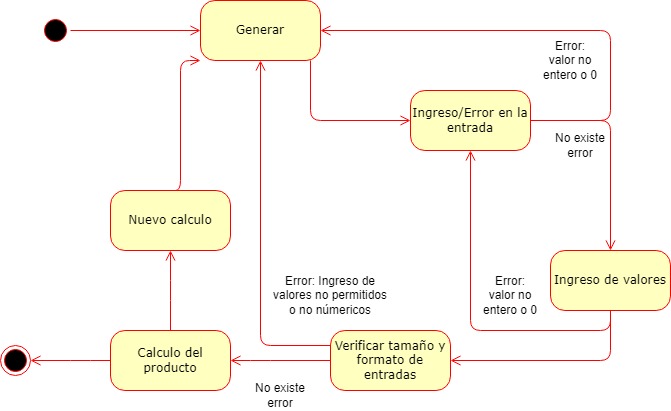 Generar
Error:
valor no
entero o 0
Ingreso/Error en la
entrada
No existe
error
Nuevo calculo
Ingreso de valores
Error: Ingreso de
valores no permitidos
o no númericos
Error:
valor no
entero o 0
Calculo del
producto
Verificar tamaño y
formato de
entradas
No existe
error